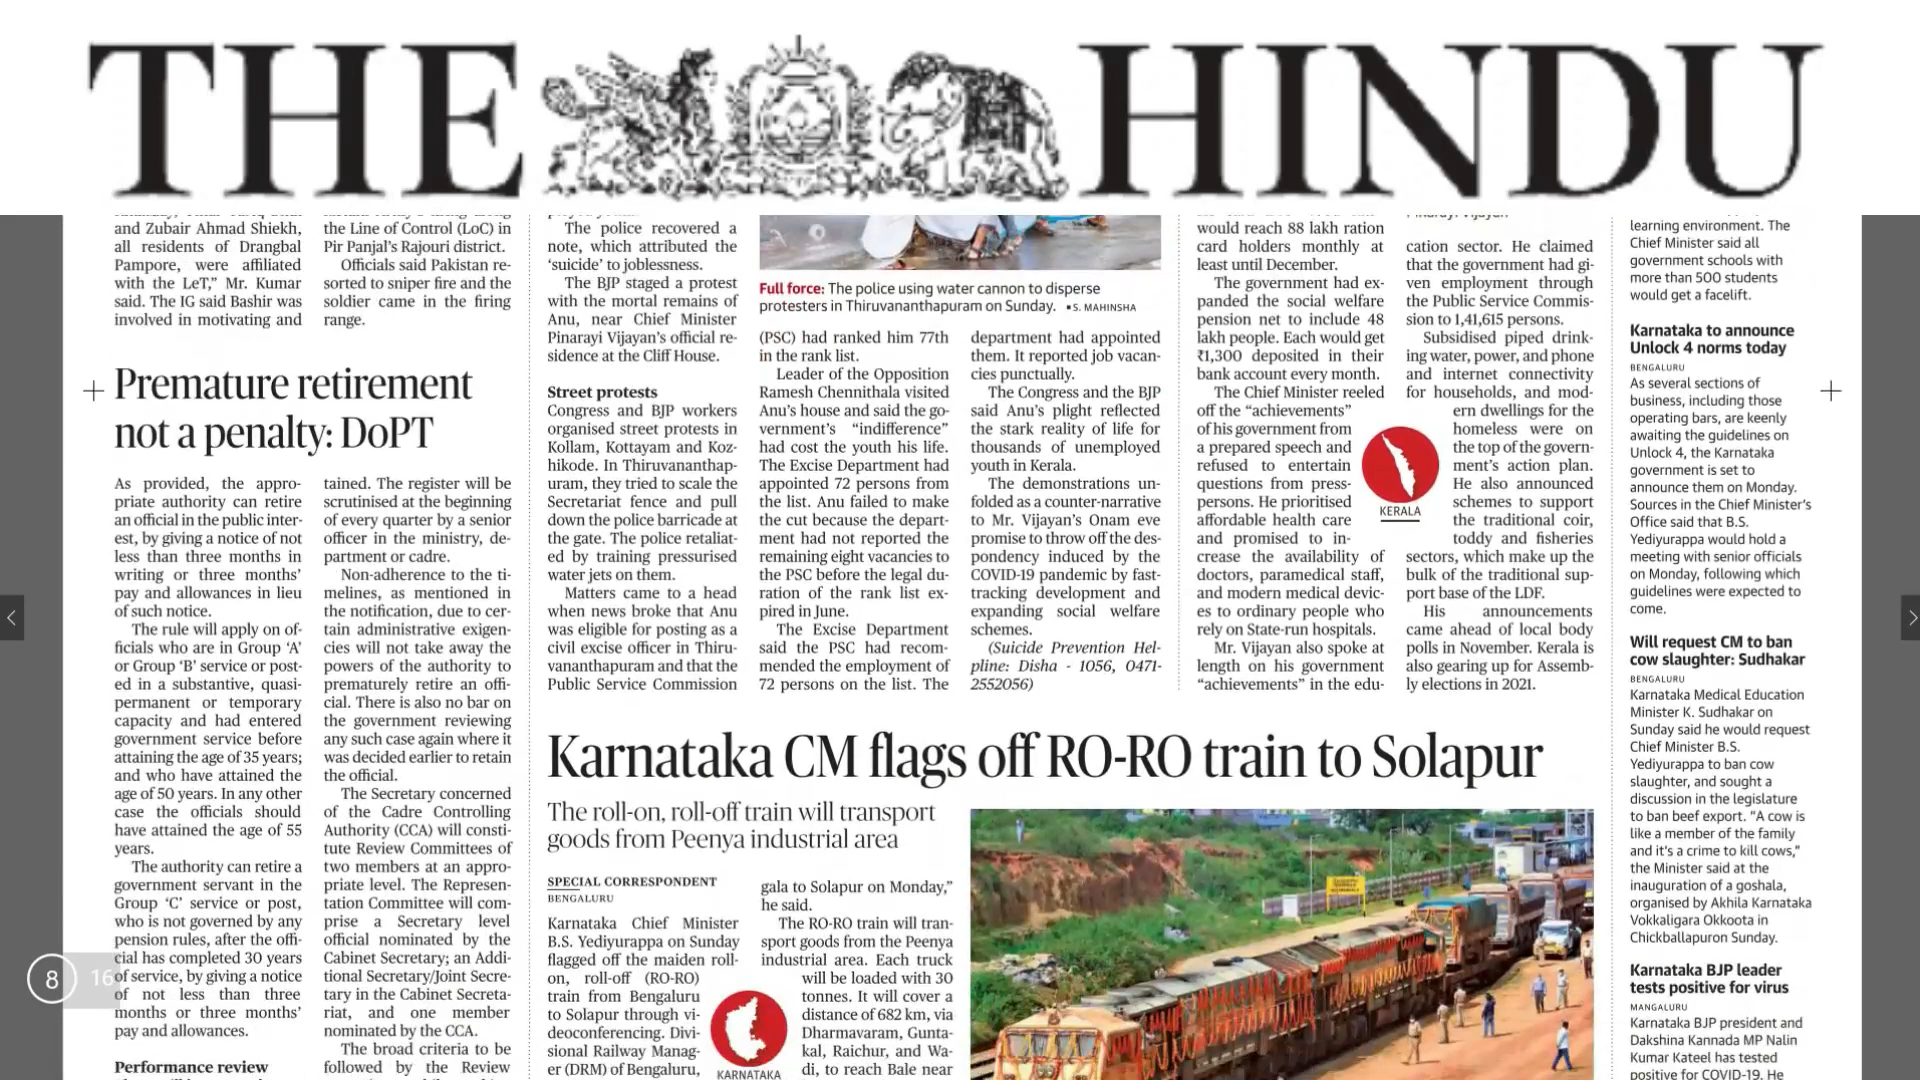 THE HINDU
and Zubair Ahmad Shiekh,
all residents of Drangbal
Pampore, were affiliated
with the LeT,” Mr. Kumar
said. The IG said Bashir was
involved in motivating and
the Line of Control (LoC) in
Pir Panjal’s Rajouri district.
Officials said Pakistan re-
sorted to sniper fire and the
soldier came in the firing
range.
Premature retirement
not a penalty: DoPT
As provided, the appro-
priate authority can retire
an official in the public inter-
est, by giving a notice of not
less than three months in
writing or three months’
pay and allowances in lieu
of such notice.
The rule will apply on of-
ficials who are in Group ‘A’
or Group ‘B’ service or post-
ed in a substantive, quasi-
permanent or temporary
capacity and had entered
government service before
attaining the age of 35 years;
and who have attained the
age of 50 years. In any other
case the officials should
have attained the age of 55
years.
The authority can retire a
government servant in the
Group ‘C’ service or post,
who is not governed by any
pension rules, after the offi-
cial has completed 30 years
of service, by giving a notice
of not less than three
months or three months’
pay and allowances.
Performance review
tained. The register will be
scrutinised at the beginning
of every quarter by a senior
officer in the ministry, de-
partment or cadre.
Non-adherence to the ti-
melines, as mentioned in
the notification, due to cer-
tain administrative exigen-
cies will not take away the
powers of the authority to
prematurely retire an offi-
cial. There is also no bar on
the government reviewing
any such case again where it
was decided earlier to retain
the official.
The Secretary concerned
of the Cadre Controlling
Authority (CCA) will consti-
tute Review Committees of
two members at an appro-
priate level. The Represen-
tation Committee will com-
prise a Secretary level
official nominated by the
Cabinet Secretary; an Addi-
tional Secretary/Joint Secre-
tary in the Cabinet Secreta-
riat, and one member
nominated by the CCA.
The broad criteria to be
followed by the Review
The police recovered a
note, which attributed the
‘suicide’ to joblessness.
The BJP staged a protest
with the mortal remains of
Anu, near Chief Minister
Pinarayi Vijayan’s official re-
sidence at the Cliff House.
Street protests
Congress and BJP workers
organised street protests in
Kollam, Kottayam and Koz-
hikode. In Thiruvananthap-
uram, they tried to scale the
Secretariat fence and pull
down the police barricade at
the gate. The police retaliat-
ed by training pressurised
water jets on them.
Matters came to a head
when news broke that Anu
was eligible for posting as a
civil excise officer in Thiru-
vananthapuram and that the
Public Service Commission
Full force: The police using water cannon to disperse
protesters in Thiruvananthapuram on Sunday. ▪S. MAHINSHA
(PSC) had ranked him 77th
in the rank list.
Leader of the Opposition
Ramesh Chennithala visited
Anu’s house and said the go-
vernment’s “indifference”
had cost the youth his life.
The Excise Department had
appointed 72 persons from
the list. Anu failed to make
the cut because the depart-
ment had not reported the
remaining eight vacancies to
the PSC before the legal du-
ration of the rank list ex-
pired in June.
The Excise Department
said the PSC had recom-
mended the employment of
72 persons on the list. The
department had appointed
them. It reported job vacan-
cies punctually.
The Congress and the BJP
said Anu’s plight reflected
the stark reality of life for
thousands of unemployed
youth in Kerala.
The demonstrations un-
folded as a counter-narrative
to Mr. Vijayan’s Onam eve
promise to throw off the des-
pondency induced by the
COVID-19 pandemic by fast-
tracking development and
expanding social welfare
schemes.
(Suicide Prevention Hel-
pline: Disha - 1056, 0471-
2552056)
would reach 88 lakh ration
card holders monthly at
least until December.
The government had ex-
panded the social welfare
pension net to include 48
lakh people. Each would get
₹1,300 deposited in their
bank account every month.
The Chief Minister reeled
off the “achievements”
of his government from
a prepared speech and
refused to entertain
questions from press-
persons. He prioritised
affordable health care
and promised to in-
crease the availability of
doctors, paramedical staff,
and modern medical devic-
es to ordinary people who
rely on State-run hospitals.
Mr. Vijayan also spoke at
length on his government
“achievements” in the edu-
Pinarayi Vijayan
cation sector. He claimed
that the government had gi-
ven employment through
the Public Service Commis-
sion to 1,41,615 persons.
Subsidised piped drink-
ing water, power, and phone
and internet connectivity
for households, and mod-
ern dwellings for the
homeless were on
the top of the govern-
ment’s action plan.
He also announced
schemes to support
the traditional coir,
toddy and fisheries
sectors, which make up the
bulk of the traditional sup-
port base of the LDF.
His announcements
came ahead of local body
polls in November. Kerala is
also gearing up for Assemb-
ly elections in 2021.
KERALA
Karnataka CM flags off RO-RO train to Solapur
The roll-on, roll-off train will transport
goods from Peenya industrial area
SPECIAL CORRESPONDENT
BENGALURU
Karnataka Chief Minister
B.S. Yediyurappa on Sunday
flagged off the maiden roll-
on, roll-off (RO-RO)
train from Bengaluru
to Solapur through vi-
deoconferencing. Divi-
sional Railway Manag-
er (DRM) of Bengaluru,
KARNATAKA
gala to Solapur on Monday,”
he said.
The RO-RO train will tran-
sport goods from the Peenya
industrial area. Each truck
will be loaded with 30
tonnes. It will cover a
distance of 682 km, via
Dharmavaram, Gunta-
kal, Raichur, and Wa-
di, to reach Bale near
learning environment. The
Chief Minister said all
government schools with
more than 500 students
would get a facelift.
Karnataka to announce
Unlock 4 norms today
BENGALURU
As several sections of
business, including those
operating bars, are keenly
awaiting the guidelines on
Unlock 4, the Karnataka
government is set to
announce them on Monday.
Sources in the Chief Minister’s
Office said that B.S.
Yediyurappa would hold a
meeting with senior officials
on Monday, following which
guidelines were expected to
come.
Will request CM to ban
cow slaughter: Sudhakar
BENGALURU
Karnataka Medical Education
Minister K. Sudhakar on
Sunday said he would request
Chief Minister B.S.
Yediyurappa to ban cow
slaughter, and sought a
discussion in the legislature
to ban beef export. “A cow is
like a member of the family
and it’s a crime to kill cows,”
the Minister said at the
inauguration of a goshala,
organised by Akhila Karnataka
Vokkaligara Okkoota in
Chickballapuron Sunday.
Karnataka BJP leader
tests positive for virus
MANGALURU
Karnataka BJP president and
Dakshina Kannada MP Nalin
Kumar Kateel has tested
positive for COVID-19. He
8 16